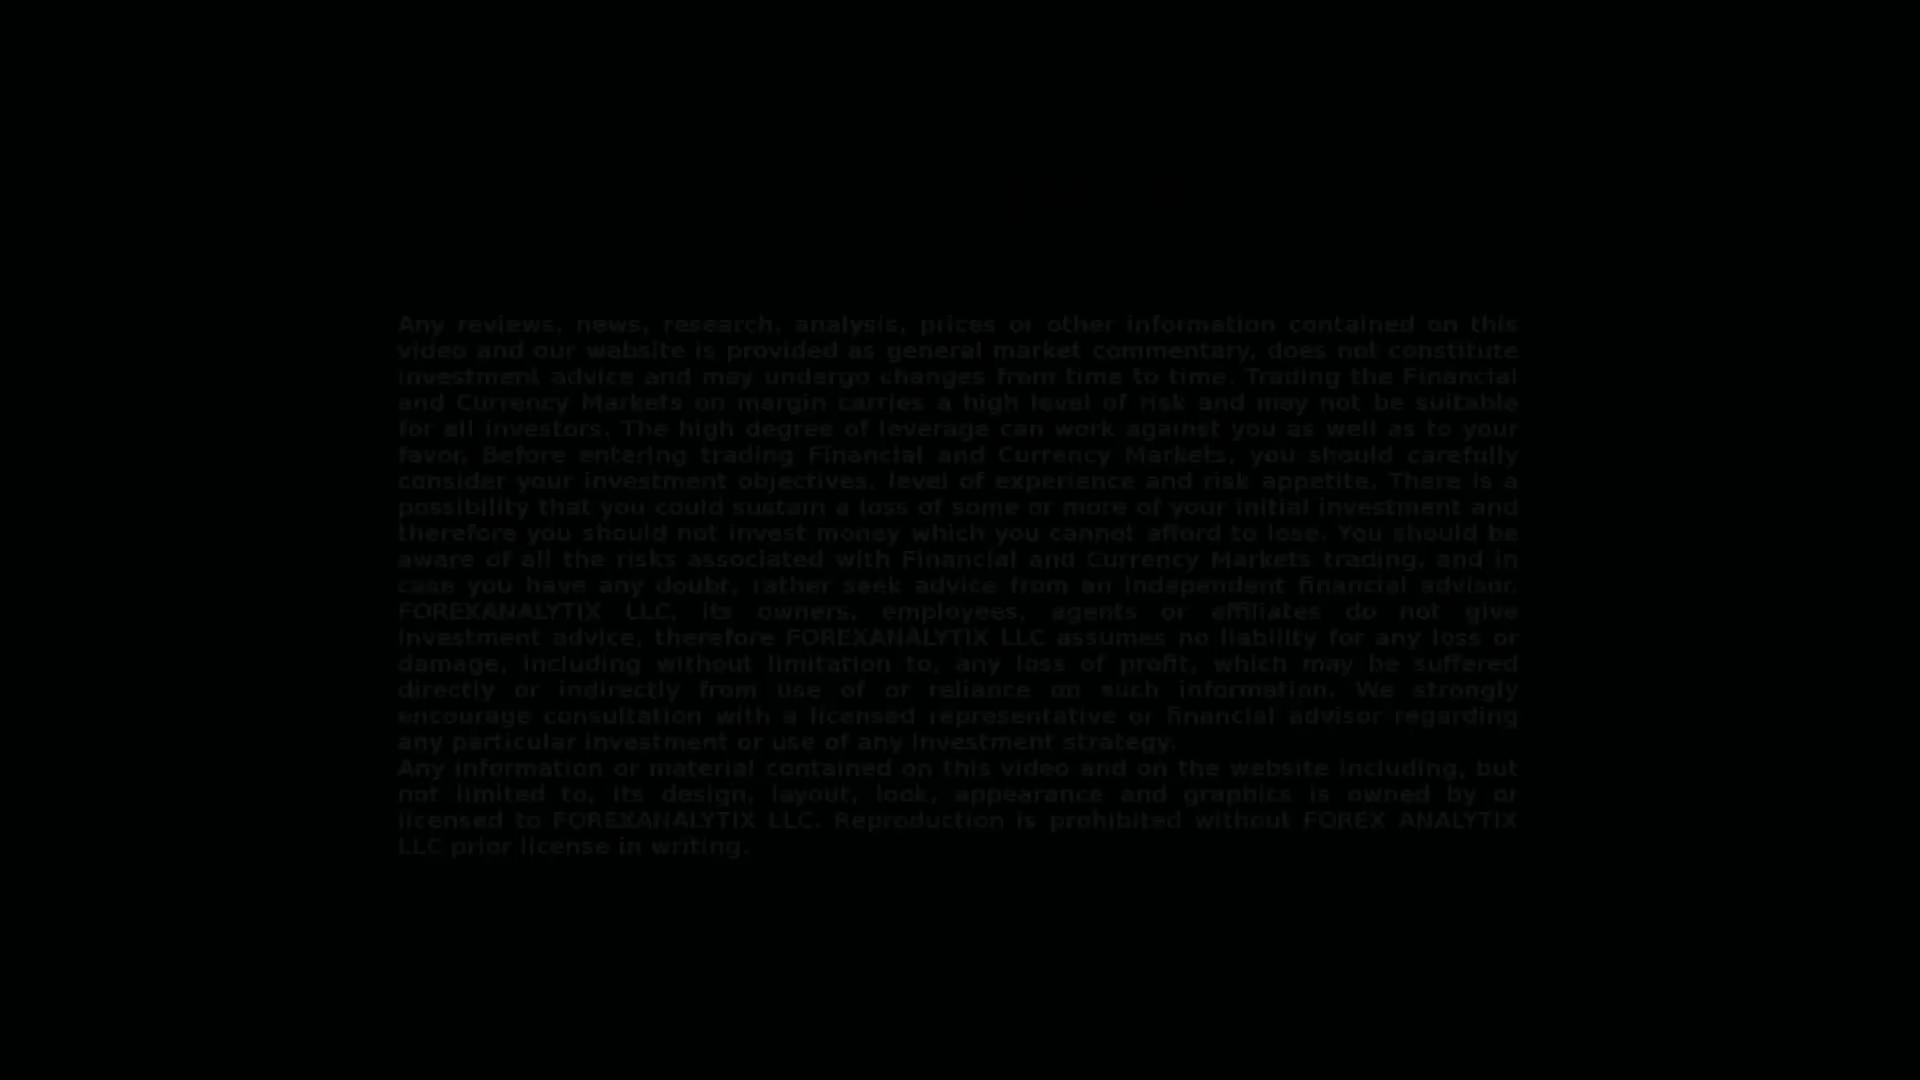 Any reviews, news, research, analysis, prices or other information contained on this
video and our website is provided as general market commentary, does not constitute
investment advice and may undergo changes from time to time. Trading the Financial
and Currency Markets on margin carries a high level of risk and may not be suitable
for all investors. The high degree of leverage can work against you as well as to your
favor. Before entering trading Financial and Currency Markets, you should carefully
consider your investment objectives, level of experience and risk appetite. There is a
possibility that you could sustain a loss of some or more of your initial investment and
therefore you should not invest money which you cannot afford to lose. You should be
aware of all the risks associated with Financial and Currency Markets trading, and in
case you have any doubt, rather seek advice from an independent financial advisor.
FOREXANALYTIX LLC, its owners, employees, agents or affiliates do not give
investment advice, therefore FOREXANALYTIX LLC assumes no liability for any loss or
damage, including without limitation to, any loss of profit, which may be suffered
directly or indirectly from use of or reliance on such information. We strongly
encourage consultation with a licensed representative or financial advisor regarding
any particular investment or use of any investment strategy.
Any information or material contained on this video and on the website including, but
not limited to, its design, layout, look, appearance and graphics is owned by or
licensed to FOREXANALYTIX LLC. Reproduction is prohibited without FOREX ANALYTIX
LLC prior license in writing.